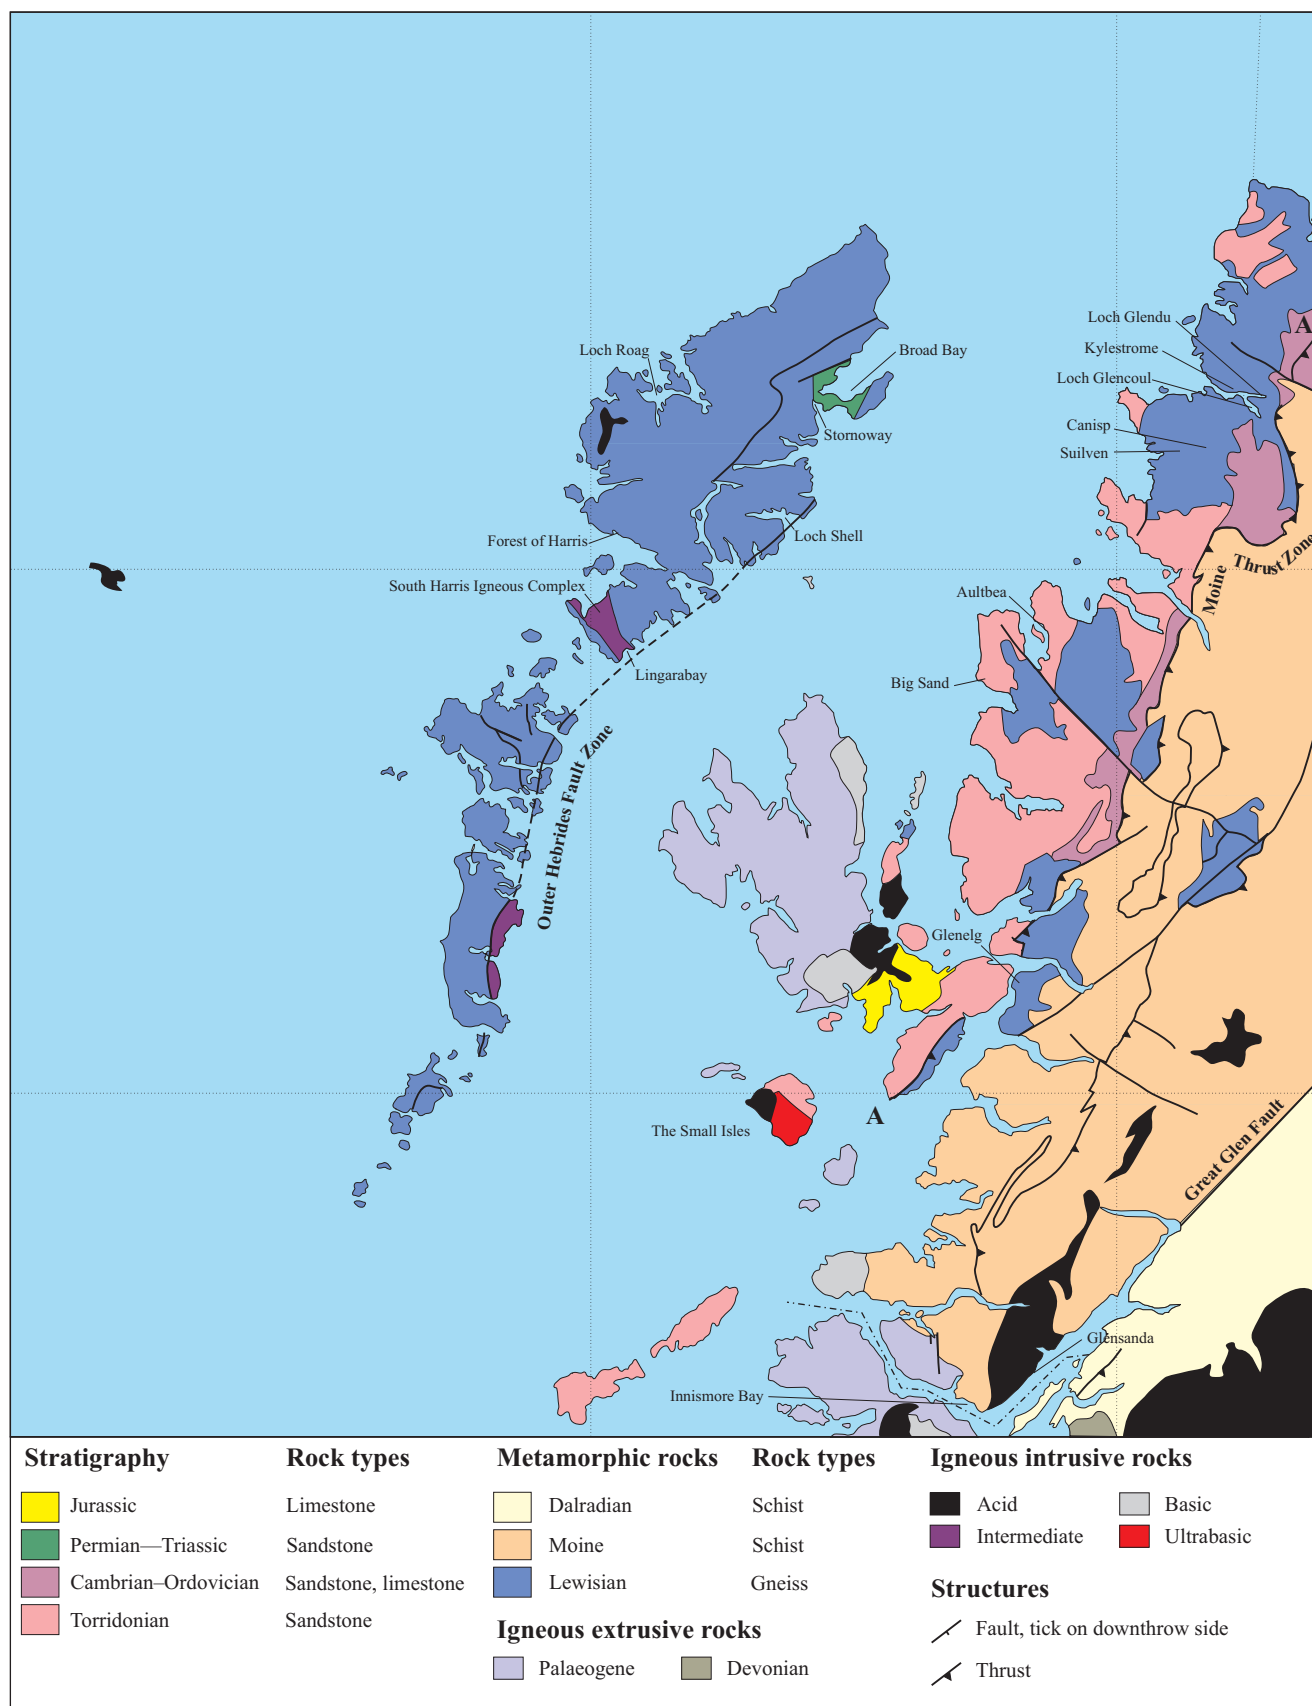 Loch Glendu
A
Loch Roag
Broad Bay
Kylestrome
Loch Glencoul
Canisp
Stornoway
Suilven
Loch Shell
Forest of Harris
Thrust Zone
Moine
South Harris Igneous Complex
Aultbea
Lingarabay
Big Sand
Outer Hebrides Fault Zone
Glenelg
A
The Small Isles
Great Glen Fault
Glensanda
Innismore Bay
Stratigraphy Rock types Metamorphic rocks Rock types Igneous intrusive rocks
Jurassic Limestone Dalradian Schist Acid Basic
Permian—Triassic Sandstone Moine Schist Intermediate Ultrabasic
Cambrian–Ordovician Sandstone, limestone Lewisian Gneiss
Structures
Torridonian Sandstone
Igneous extrusive rocks
Fault, tick on downthrow side
Palaeogene Devonian
Thrust